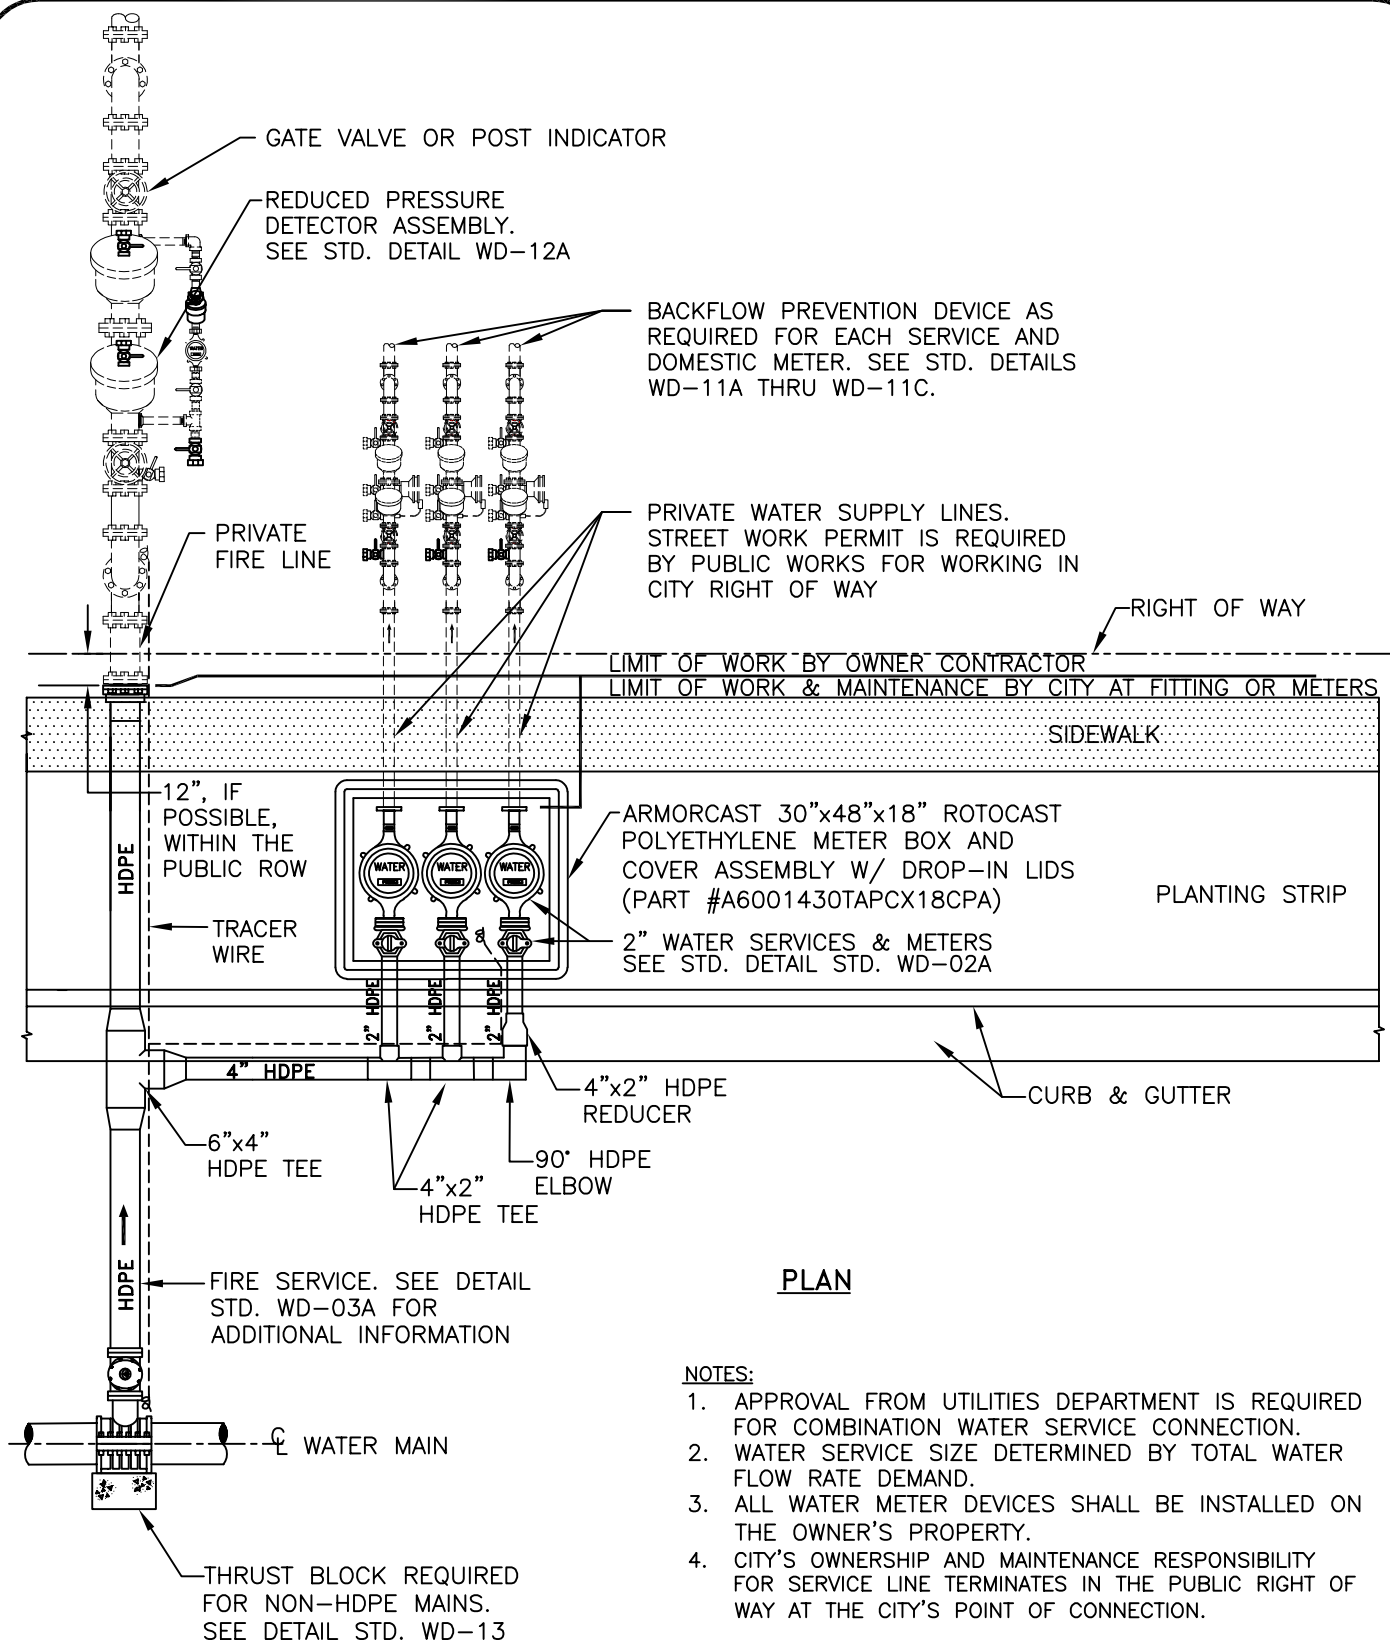 GATE VALVE OR POST INDICATOR
REDUCED PRESSURE
DETECTOR ASSEMBLY.
SEE STD. DETAIL WD-12A
BACKFLOW PREVENTION DEVICE AS
REQUIRED FOR EACH SERVICE AND
DOMESTIC METER. SEE STD. DETAILS
WD-11A THRU WD-11C.
PRIVATE
FIRE LINE
PRIVATE WATER SUPPLY LINES.
STREET WORK PERMIT IS REQUIRED
BY PUBLIC WORKS FOR WORKING IN
CITY RIGHT OF WAY
RIGHT OF WAY
LIMIT OF WORK BY OWNER CONTRACTOR
LIMIT OF WORK & MAINTENANCE BY CITY AT FITTING OR METERS
SIDEWALK
12", IF
POSSIBLE,
WITHIN THE
PUBLIC ROW
HDPE
TRACER
WIRE
WATER
WATER
WATER
ARMORCAST 30"x48"x18" ROTOCAST
POLYETHYLENE METER BOX AND
COVER ASSEMBLY W/ DROP-IN LIDS
(PART #A6001430TAPCX18CPA)
PLANTING STRIP
2" WATER SERVICES & METERS
SEE STD. DETAIL STD. WD-02A
2" HDPE
2" HDPE
2" HDPE
4" HDPE
4"x2" HDPE
REDUCER
CURB & GUTTER
6"x4"
HDPE TEE
90° HDPE
ELBOW
4"x2"
HDPE TEE
HDPE
FIRE SERVICE. SEE DETAIL
STD. WD-03A FOR
ADDITIONAL INFORMATION
PLAN
℄ WATER MAIN
THRUST BLOCK REQUIRED
FOR NON-HDPE MAINS.
SEE DETAIL STD. WD-13
NOTES:
1. APPROVAL FROM UTILITIES DEPARTMENT IS REQUIRED
FOR COMBINATION WATER SERVICE CONNECTION.
2. WATER SERVICE SIZE DETERMINED BY TOTAL WATER
FLOW RATE DEMAND.
3. ALL WATER METER DEVICES SHALL BE INSTALLED ON
THE OWNER'S PROPERTY.
4. CITY'S OWNERSHIP AND MAINTENANCE RESPONSIBILITY
FOR SERVICE LINE TERMINATES IN THE PUBLIC RIGHT OF
WAY AT THE CITY'S POINT OF CONNECTION.